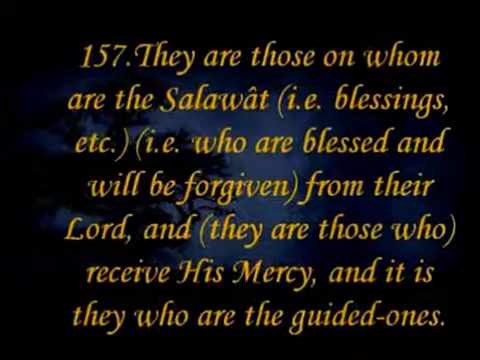 157.They are those on whom
are the Salawât (i.e. blessings,
etc.) (i.e. who are blessed and
will be forgiven) from their
Lord, and (they are those who)
receive His Mercy, and it is
they who are the guided-ones.